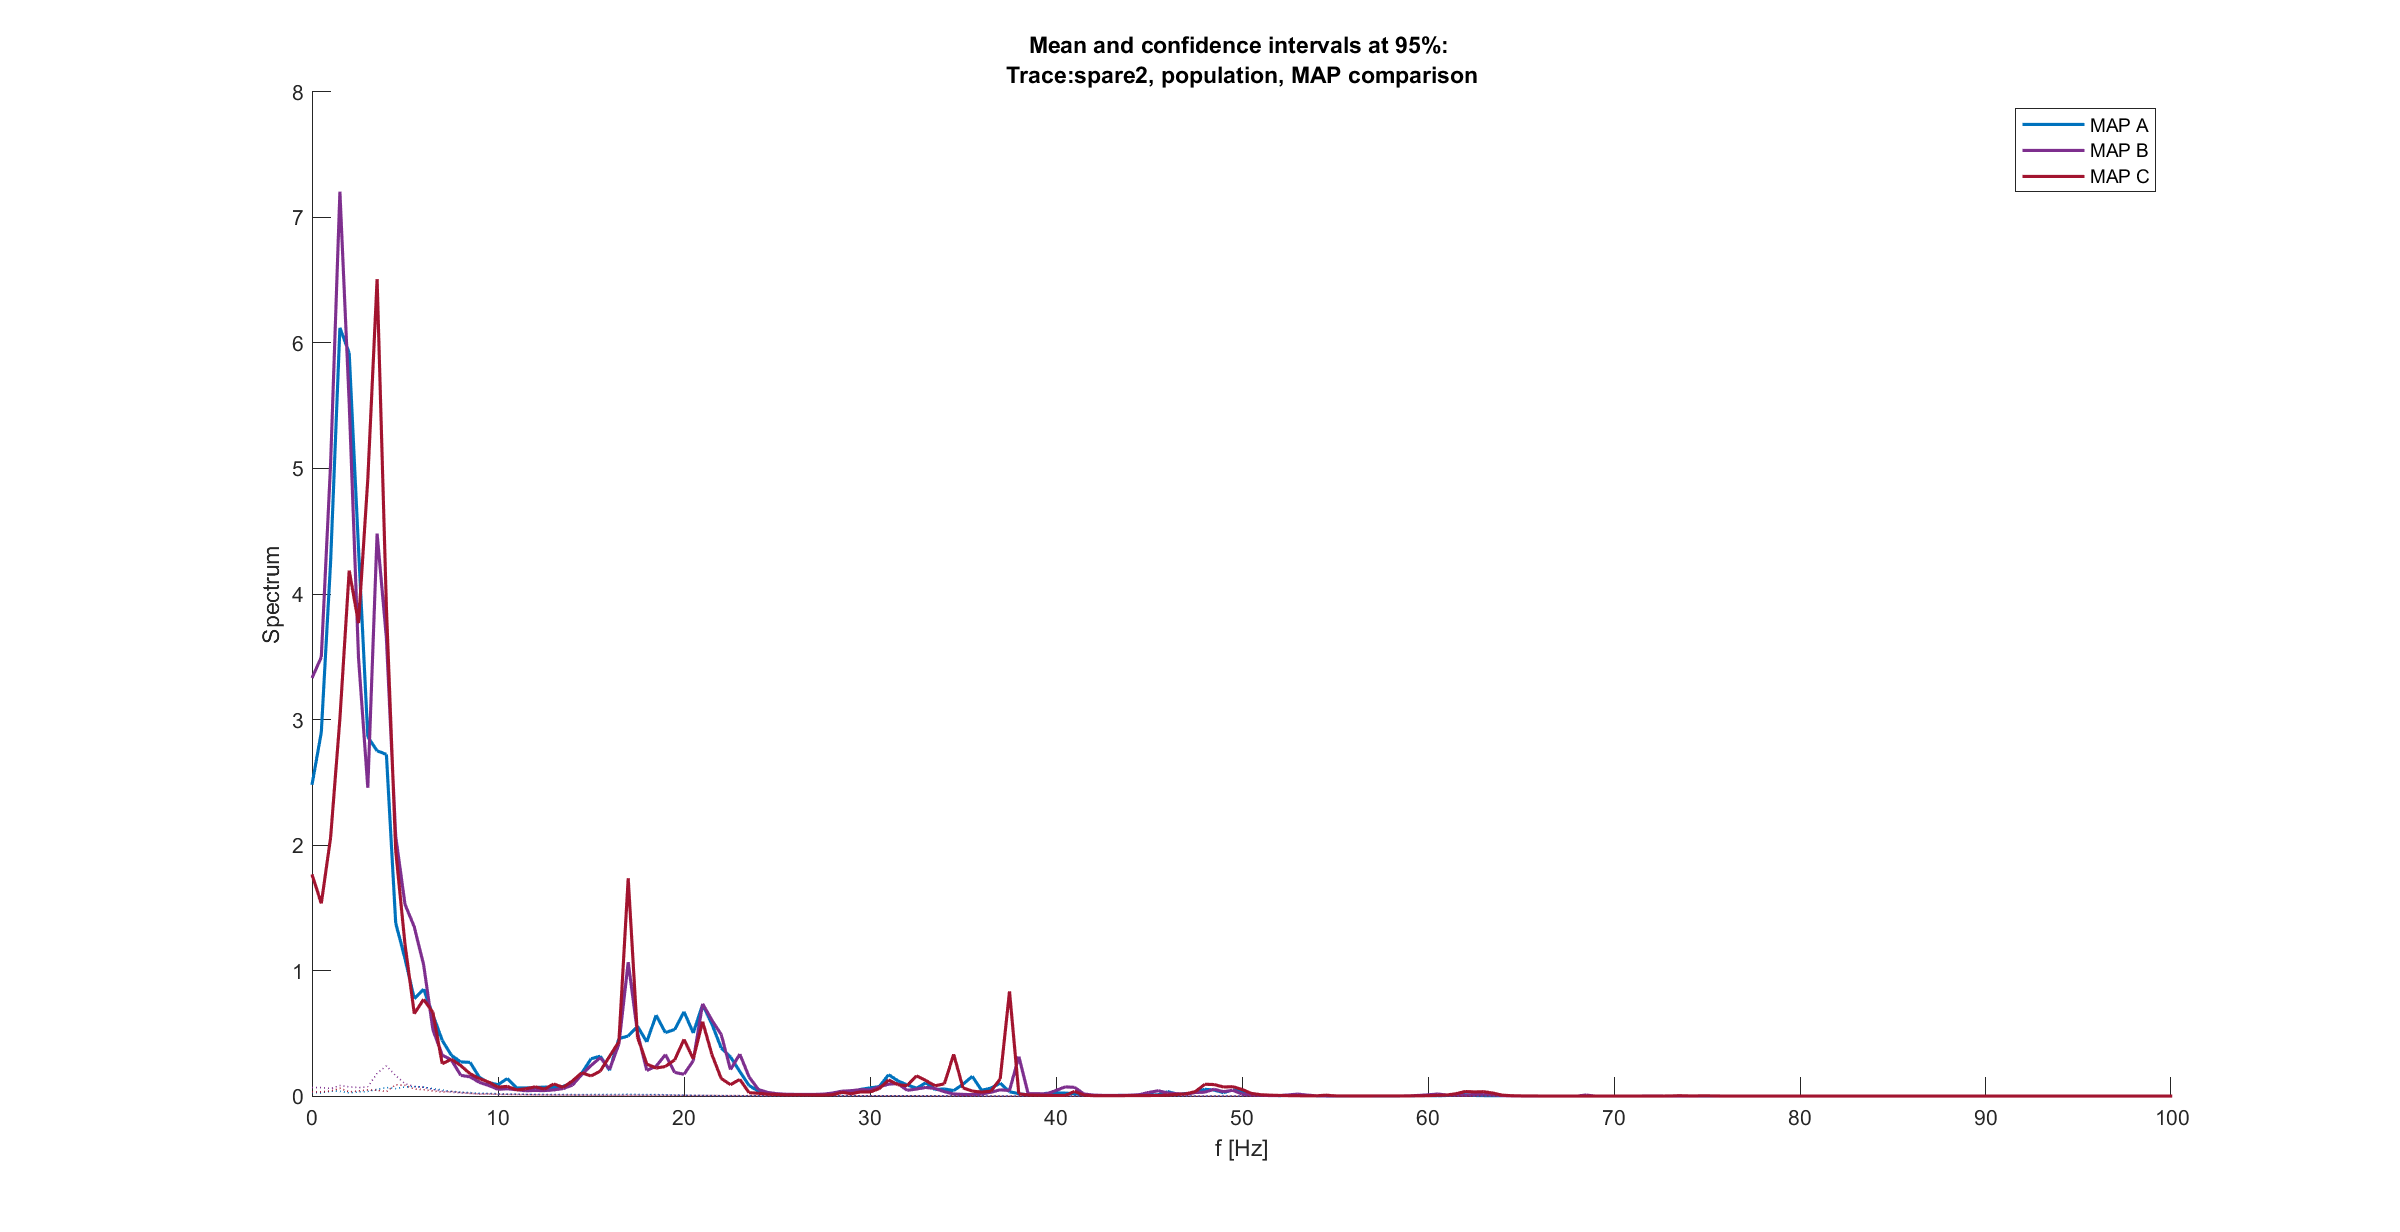 Mean and confidence intervals at 95%:
Trace:spare2, population, MAP comparison
MAP A
MAP B
MAP C
Spectrum
8
7
6
5
4
3
2
1
0
0 10 20 30 40 50 60 70 80 90 100
f [Hz]